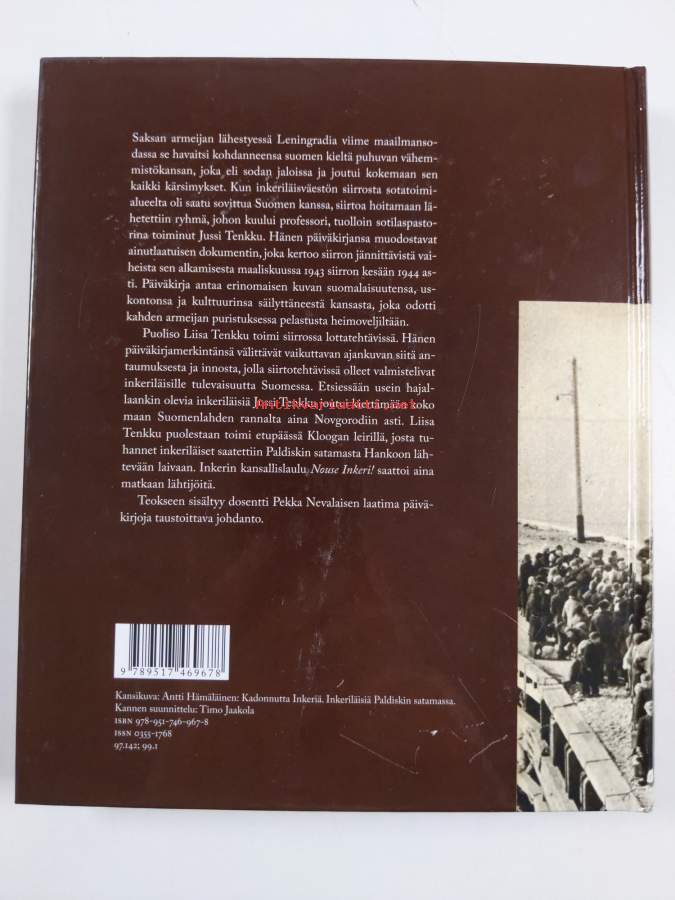 Saksan armeijan lähestyessä Leningradia viime maailmanso-
dassa se havaitsi kohdanneensa suomen kieltä puhuvan vähem-
mistökansan, joka eli sodan jaloissa ja joutui kokemaan sen
kaikki kärsimykset. Kun inkeriläisväestön siirrosta sotatoimi-
alueelta oli saatu sovittua Suomen kanssa, siirtoa hoitamaan lä-
hetettiin ryhmä, johon kuului professori, tuolloin sotilaspasto-
rina toiminut Jussi Tenkku. Hänen päiväkirjansa muodostavat
ainutlaatuisen dokumentin, joka kertoo siirron jännittävistä vai-
heista sen alkamisesta maaliskuussa 1943 siirron kesään 1944 as-
ti. Päiväkirja antaa erinomaisen kuvan suomalaisuutensa, us-
kontonsa ja kulttuurinsa säilyttäneestä kansasta, joka odotti
kahden armeijan puristuksessa pelastusta heimoveljiltään.
Puoliso Liisa Tenkku toimi siirrossa lottatehtävissä. Hänen
päiväkirjamerkintänsä välittävät vaikuttavan ajankuvan siitä an-
taumuksesta ja innosta, jolla siirtotehtävissä olleet valmistelivat
inkeriläisille tulevaisuutta Suomessa. Etsiessään usein hajal-
laankin olevia inkeriläisiä Jussi Tenkku joutui kiertämään koko
maan Suomenlahden rannalta aina Novgorodiin asti. Liisa
Tenkku puolestaan toimi etupäässä Kloogan leirillä, josta tu-
hannet inkeriläiset saatettiin Paldiskin satamasta Hankoon läh-
tevään laivaan. Inkerin kansallislaulu Nouse Inkeri! saattoi aina
matkaan lähtijöitä.
Teokseen sisältyy dosentti Pekka Nevalaisen laatima päivä-
kirjoja taustoittava johdanto.
9 789517 469678
Kansikuva: Antti Hämäläinen: Kadonnutta Inkeriä. Inkeriläisiä Paldiskin satamassa.
Kannen suunnittelu: Timo Jaakola
ISBN 978-951-746-967-8
ISSN 0355-1768
97.142; 99.1